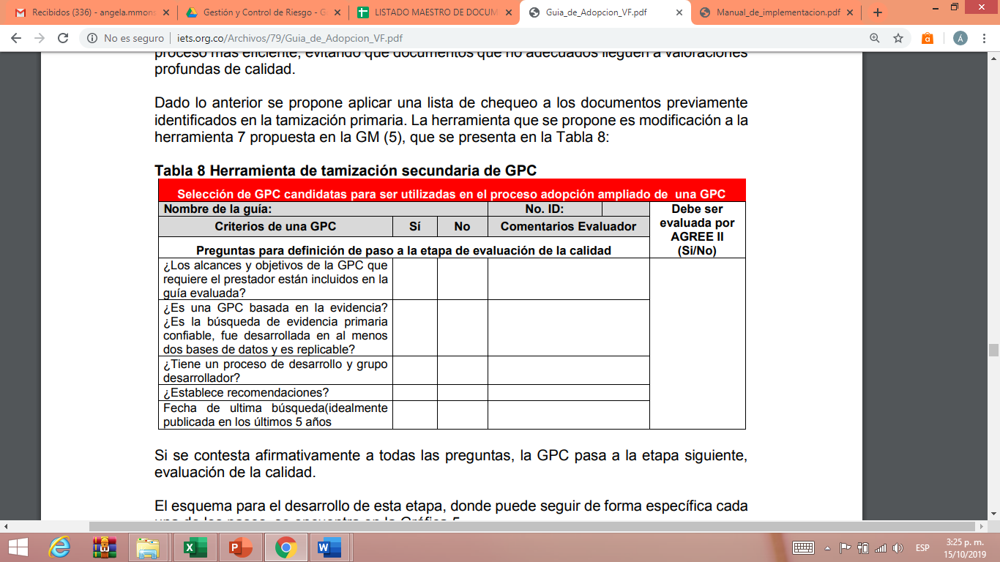 Recibidos (336) - angela.mmons
Gestión y Control de Riesgo - G
LISTADO MAESTRO DE DOCUM
Guia_de_Adopcion_VF.pdf
Manual_de_implementacion.pdf
No es seguro
iets.org.co/Archivos/79/Guia_de_Adopcion_VF.pdf
proceso más eficiente, evitando que documentos que no adecuados lleguen a valoraciones
profundas de calidad.
Dado lo anterior se propone aplicar una lista de chequeo a los documentos previamente
identificados en la tamización primaria. La herramienta que se propone es modificación a la
herramienta 7 propuesta en la GM (5), que se presenta en la Tabla 8:
Tabla 8 Herramienta de tamización secundaria de GPC
Selección de GPC candidatas para ser utilizadas en el proceso adopción ampliado de una GPC
Nombre de la guía:
No. ID:
Debe ser
evaluada por
AGREE II
(Si/No)
Criterios de una GPC
Sí
No
Comentarios Evaluador
Preguntas para definición de paso a la etapa de evaluación de la calidad
¿Los alcances y objetivos de la GPC que
requiere el prestador están incluidos en la
guía evaluada?
¿Es una GPC basada en la evidencia?
¿Es la búsqueda de evidencia primaria
confiable, fue desarrollada en al menos
dos bases de datos y es replicable?
¿Tiene un proceso de desarrollo y grupo
desarrollador?
¿Establece recomendaciones?
Fecha de ultima búsqueda(idealmente
publicada en los últimos 5 años
Si se contesta afirmativamente a todas las preguntas, la GPC pasa a la etapa siguiente,
evaluación de la calidad.
El esquema para el desarrollo de esta etapa, donde puede seguir de forma específica cada
uno de los pasos, se encuentra en la Gráfica 5
ESP
3:25 p. m.
15/10/2019